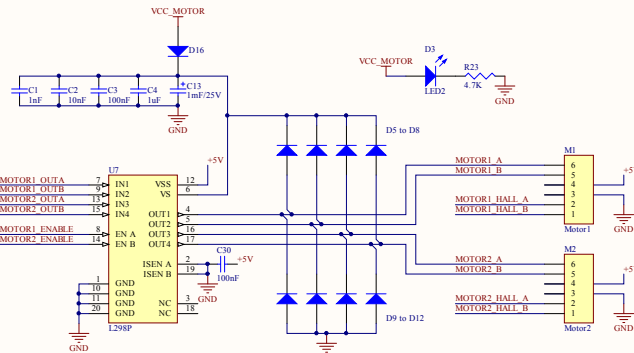 VCC_MOTOR
D16
C1
1nF
C2
10nF
C3
100nF
C4
1uF
+
C13
1mF/25V
GND
VCC_MOTOR
D3
LED2
R23
4.7K
GND
D5 to D8
U7
+5V
MOTOR1_OUTA 7 IN1 VSS 12
MOTOR1_OUTB 9 IN2 VS 6
MOTOR2_OUTA 13 IN3
MOTOR2_OUTB 15 IN4 OUT1 4
OUT2 5
MOTOR1_ENABLE 8 EN A OUT3 16
MOTOR2_ENABLE 14 EN B OUT4 17
ISEN A 2
ISEN B 19
1 GND
10 GND
11 GND NC 3
20 GND NC 18
L298P
GND
C30
+5V
100nF
GND
D9 to D12
M1
MOTOR1_A 6
MOTOR1_B 5
4
3
MOTOR1_HALL_A 2
MOTOR1_HALL_B 1
Motor1
+5
GND
M2
MOTOR2_A 6
MOTOR2_B 5
4
3
MOTOR2_HALL_A 2
MOTOR2_HALL_B 1
Motor2
+5
GND